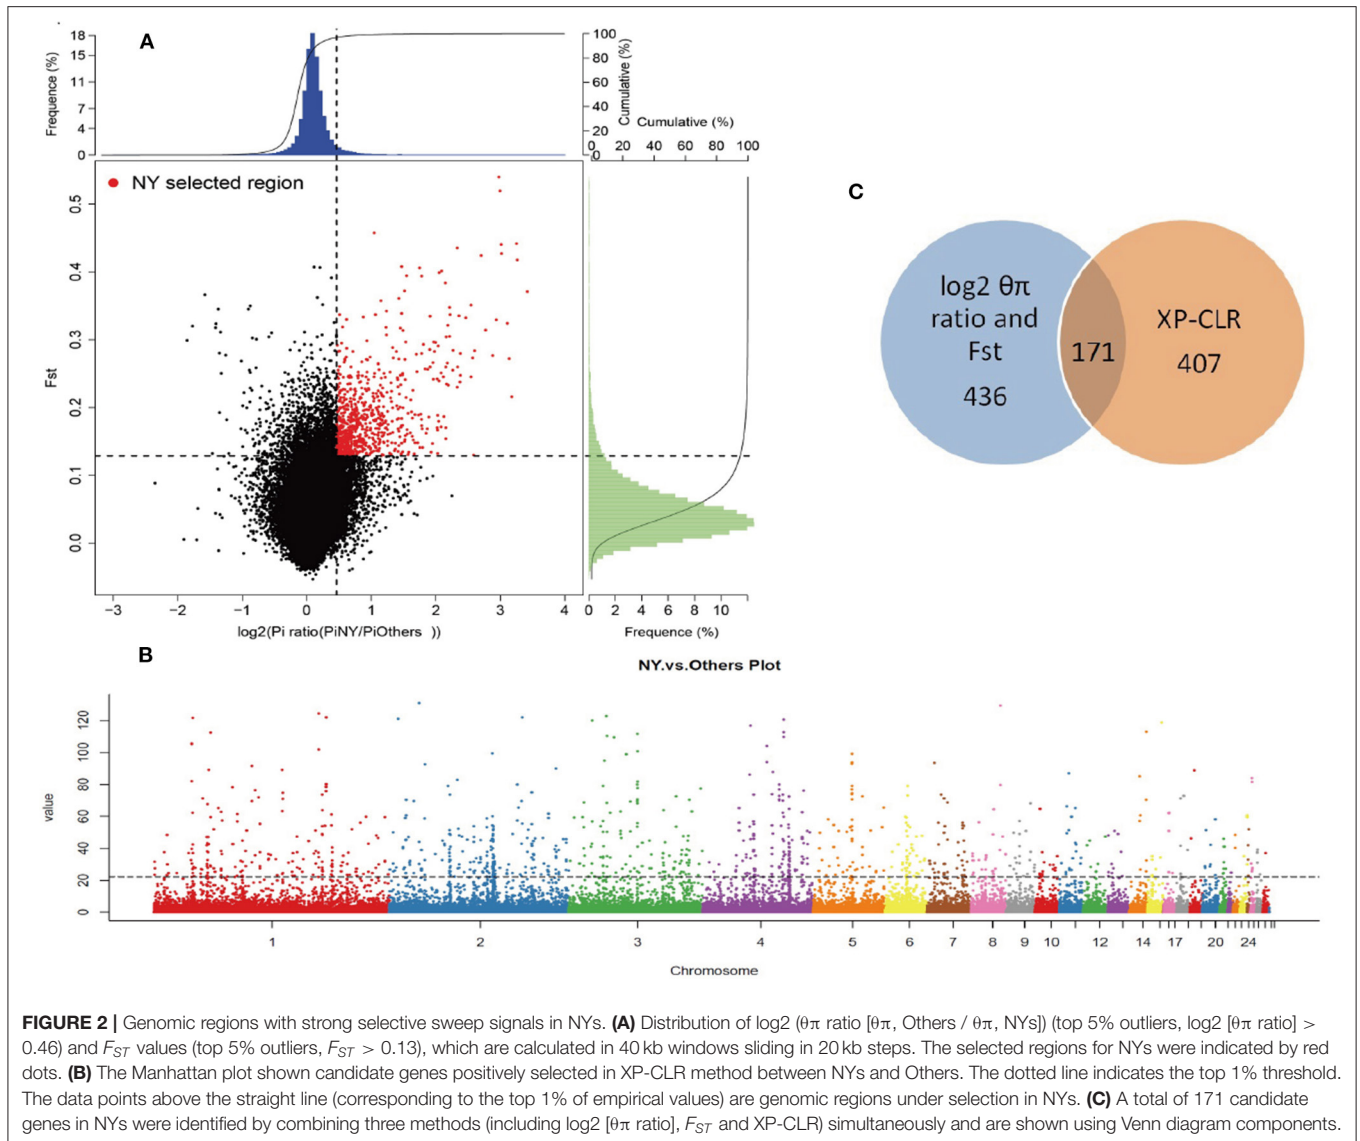 A
Frequence (%)
18
15
11
7
4
0
100
80
60
40
20
0
Cumulative (%)
Cumulative (%)
0 20 40 60 80 100
NY selected region
Fst
0.5
0.4
0.3
0.2
0.1
0.0
−3 −2 −1 0 1 2 3 4
log2(Pi ratio(PiNY/PiOthers ))
0 2 4 6 8 10
Frequence (%)
C
log2 θπ
ratio and
Fst
436
171
XP-CLR
407
B
NY.vs.Others Plot
value
120
100
80
60
40
20
0
1 2 3 4 5 6 7 8 9 10 12 14 17 20 24
Chromosome
FIGURE 2 | Genomic regions with strong selective sweep signals in NYs. (A) Distribution of log2 (θπ ratio [θπ, Others / θπ, NYs]) (top 5% outliers, log2 [θπ ratio] >
0.46) and FST values (top 5% outliers, FST > 0.13), which are calculated in 40 kb windows sliding in 20 kb steps. The selected regions for NYs were indicated by red
dots. (B) The Manhattan plot shown candidate genes positively selected in XP-CLR method between NYs and Others. The dotted line indicates the top 1% threshold.
The data points above the straight line (corresponding to the top 1% of empirical values) are genomic regions under selection in NYs. (C) A total of 171 candidate
genes in NYs were identified by combining three methods (including log2 [θπ ratio], FST and XP-CLR) simultaneously and are shown using Venn diagram components.